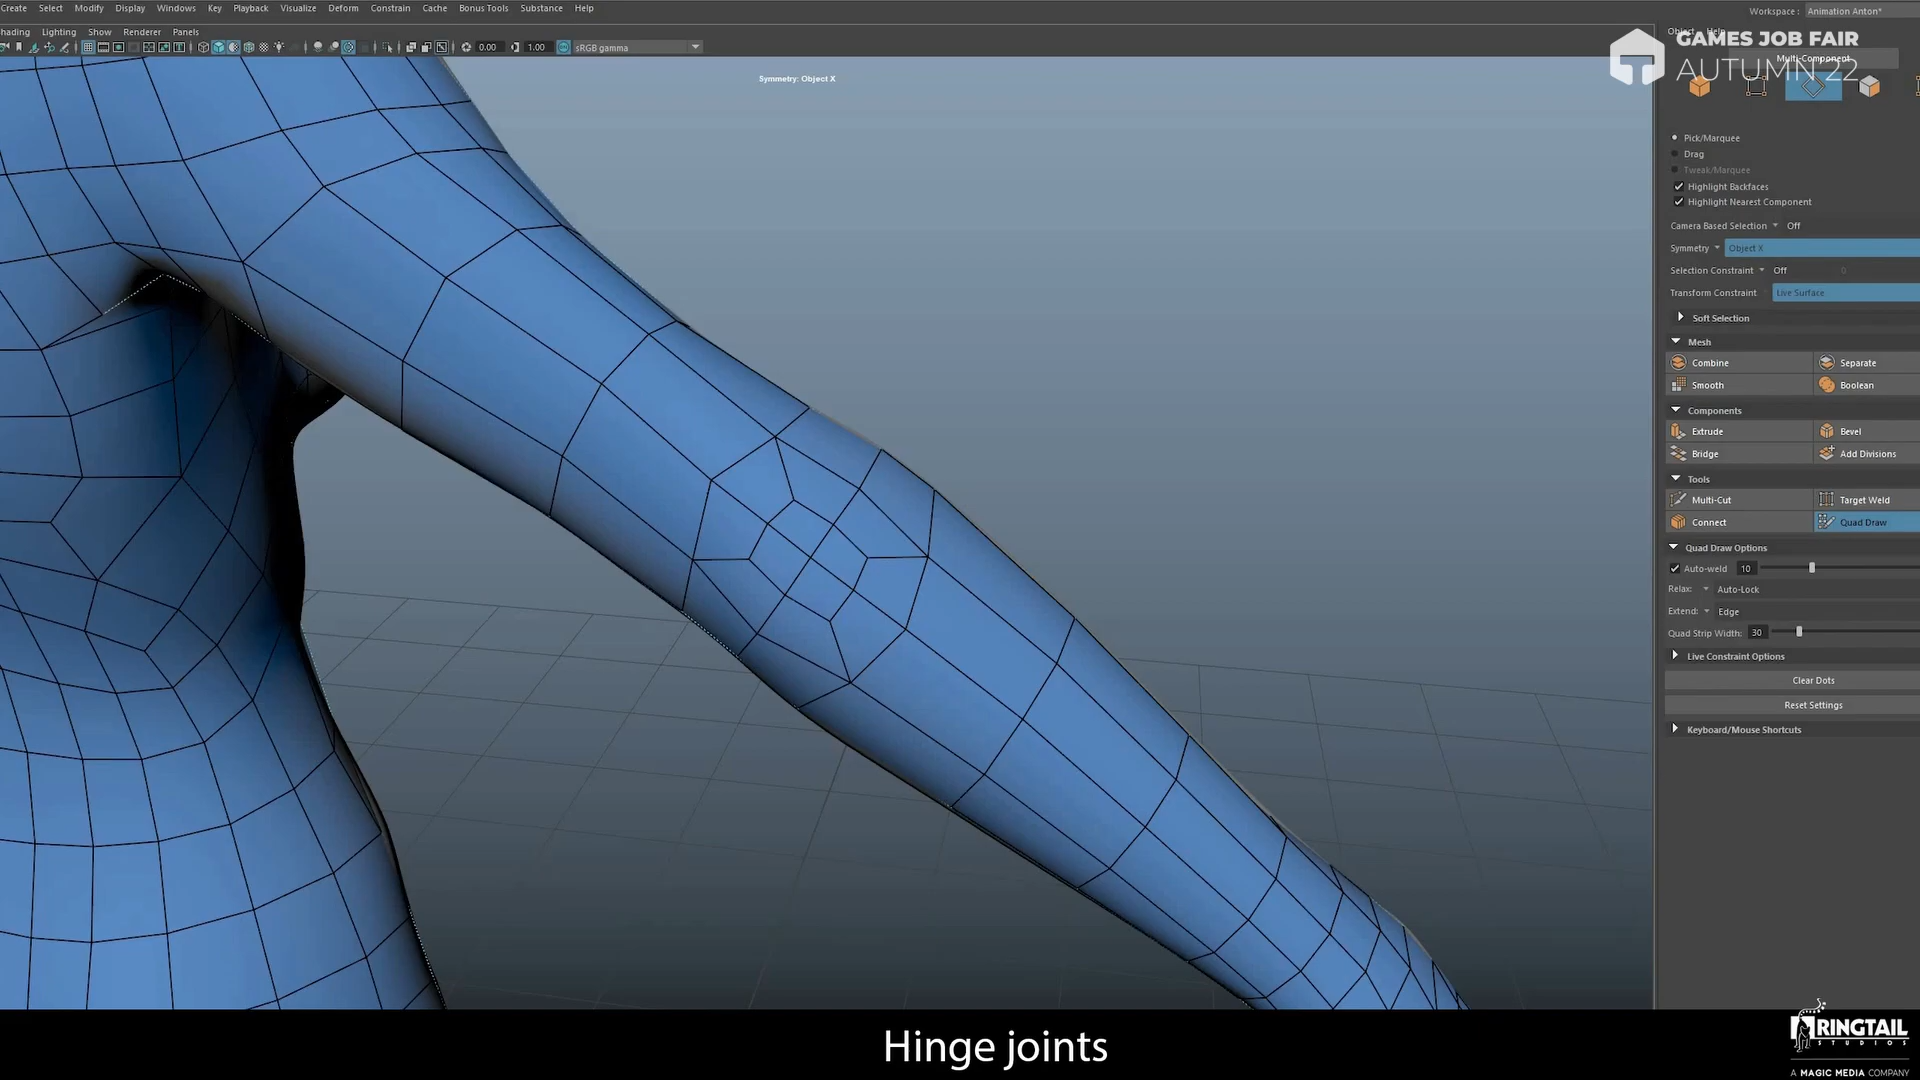 Create Select Modify Display Windows Key Playback Visualize Deform Constrain Cache Bonus Tools Substance Help
Workspace : Animation Anton*
hading Lighting Show Renderer Panels
Object Help
GAMES JOB FAIR
AUTUMN 22
0.00 1.00 sRGB gamma
Multi-Component
Symmetry: Object X
Pick/Marquee
Drag
Tweak/Marquee
Highlight Backfaces
Highlight Nearest Component
Camera Based Selection Off
Symmetry Object X
Selection Constraint Off 0
Transform Constraint Live Surface
Soft Selection
Mesh
Combine Separate
Smooth Boolean
Components
Extrude Bevel
Bridge Add Divisions
Tools
Multi-Cut Target Weld
Connect Quad Draw
Quad Draw Options
Auto-weld 10
Relax: Auto-Lock
Extend: Edge
Quad Strip Width: 30
Live Constraint Options
Clear Dots
Reset Settings
Keyboard/Mouse Shortcuts
Hinge joints
RINGTAIL
STUDIOS
A MAGIC MEDIA COMPANY